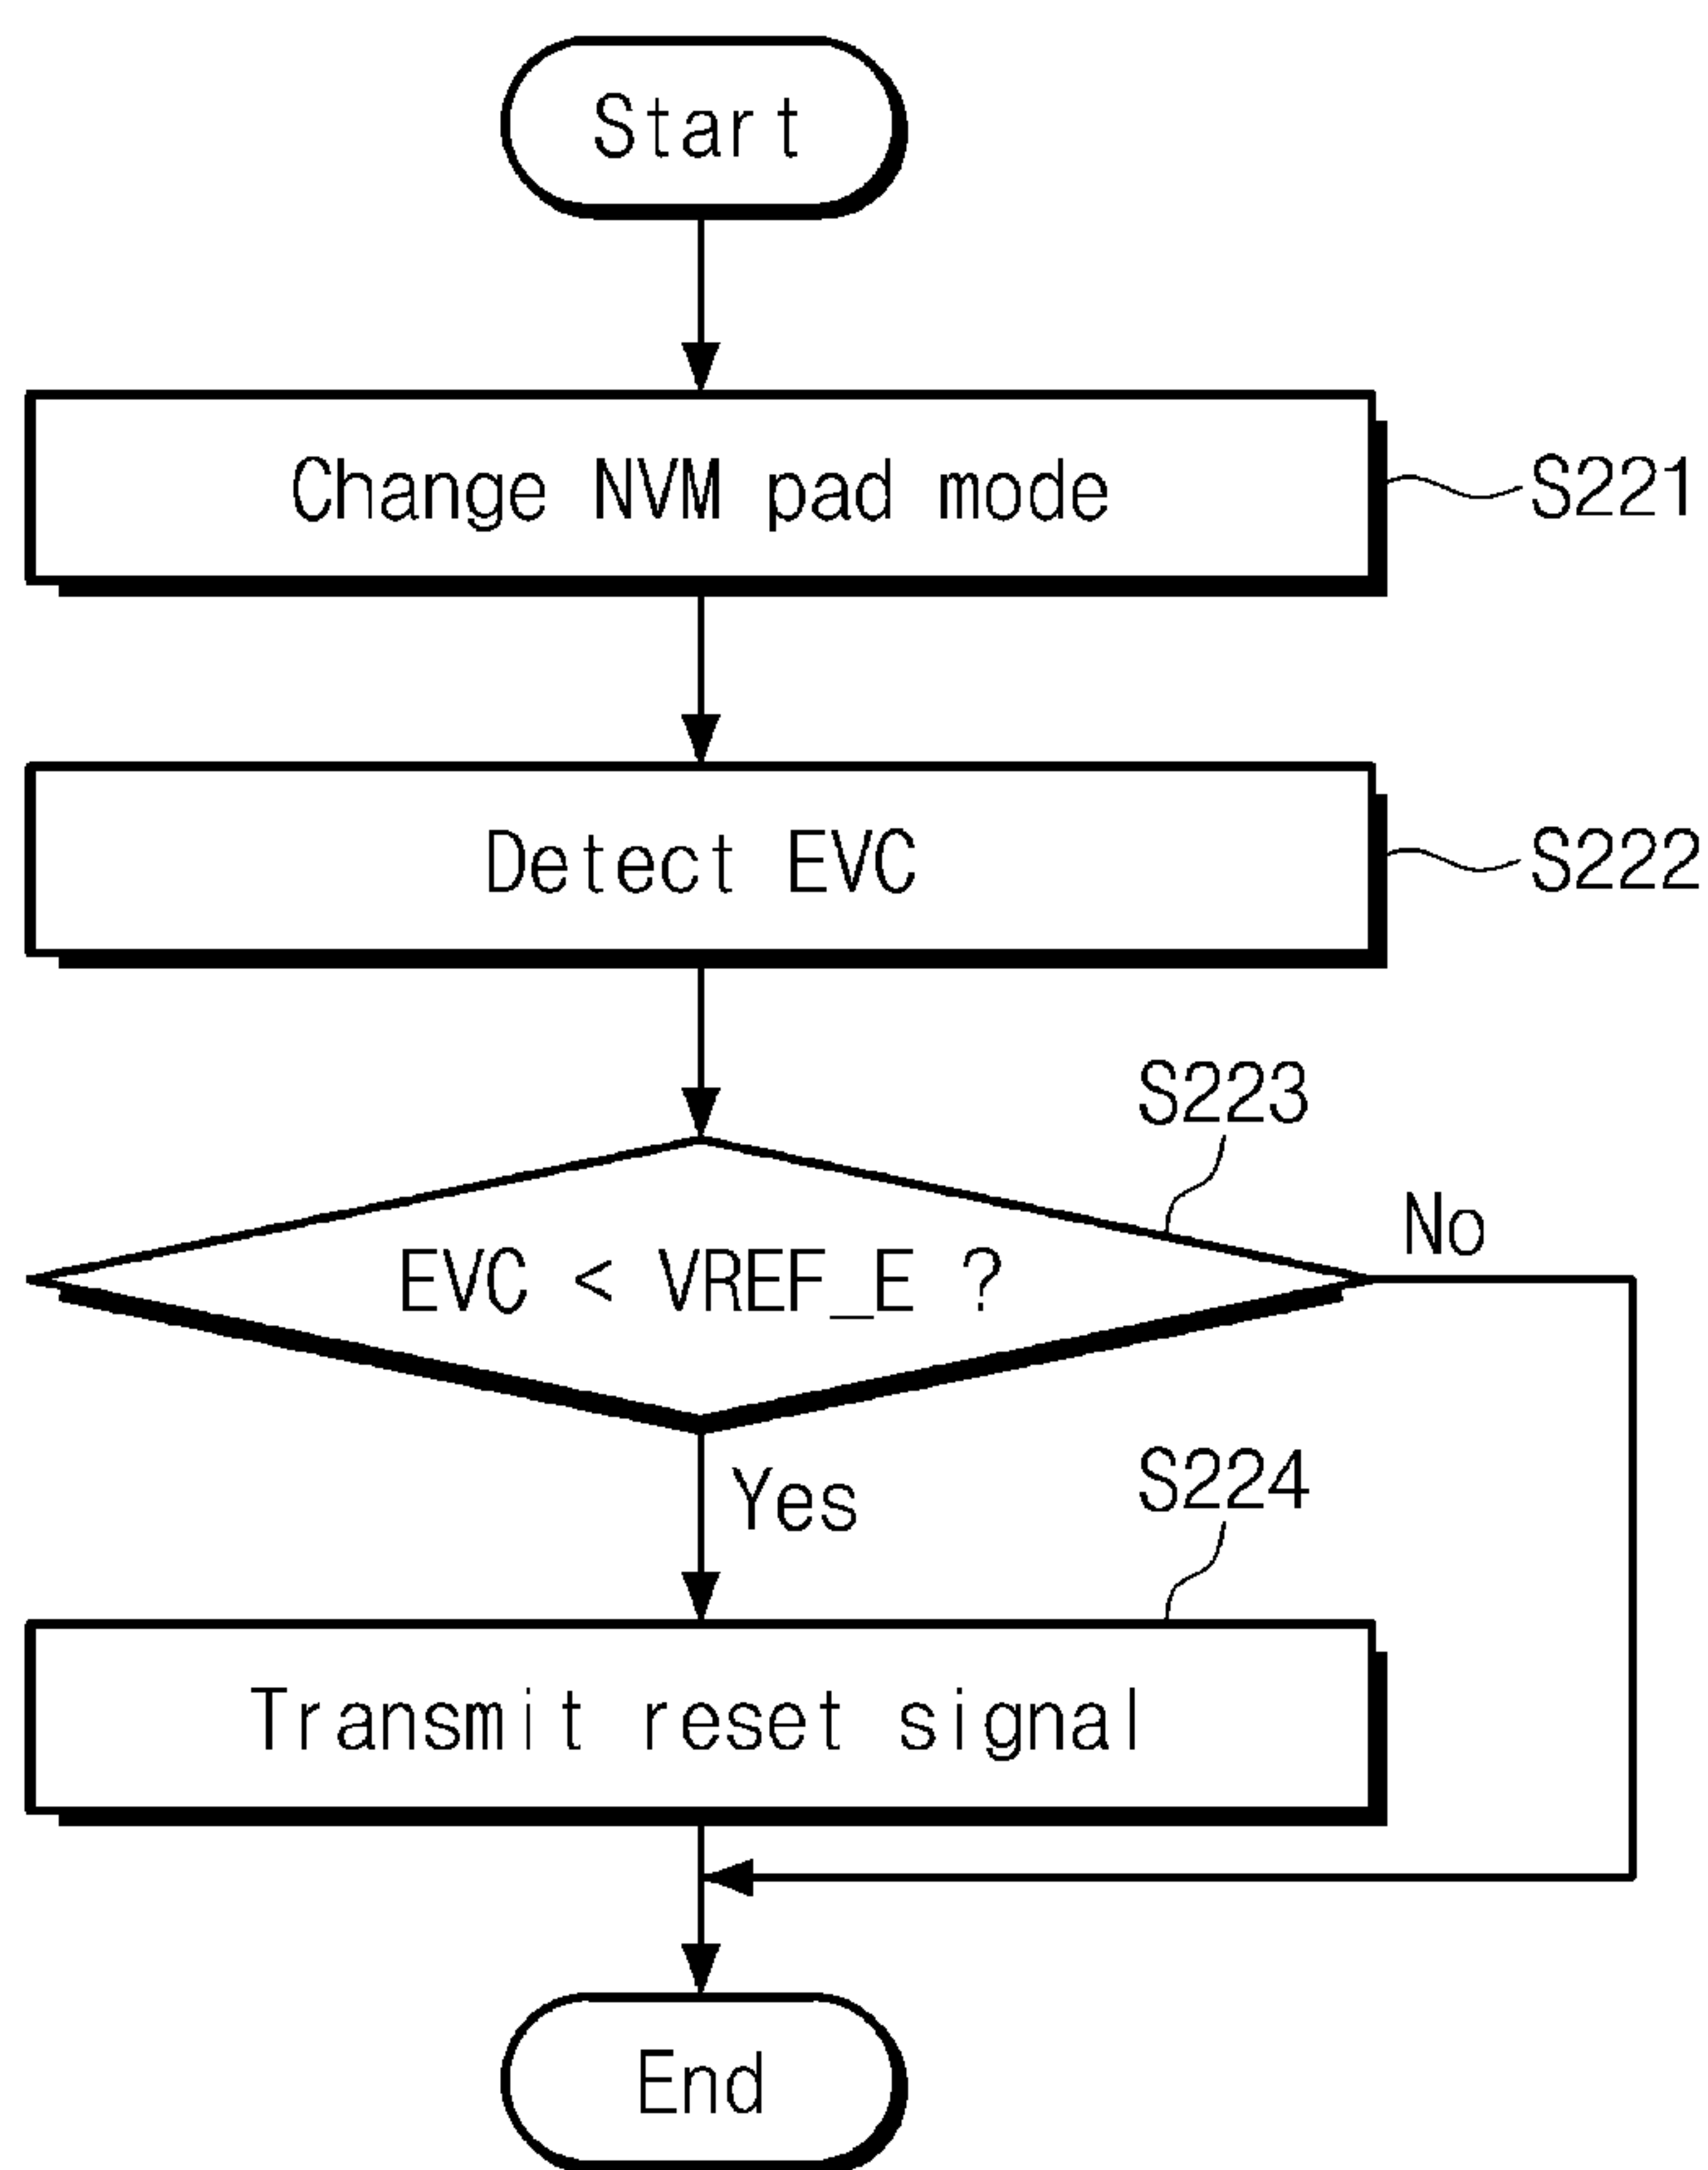 Start
Change NVM pad mode
S221
Detect EVC
S222
S223
EVC < VREF_E ?
No
Yes
S224
Transmit reset signal
End